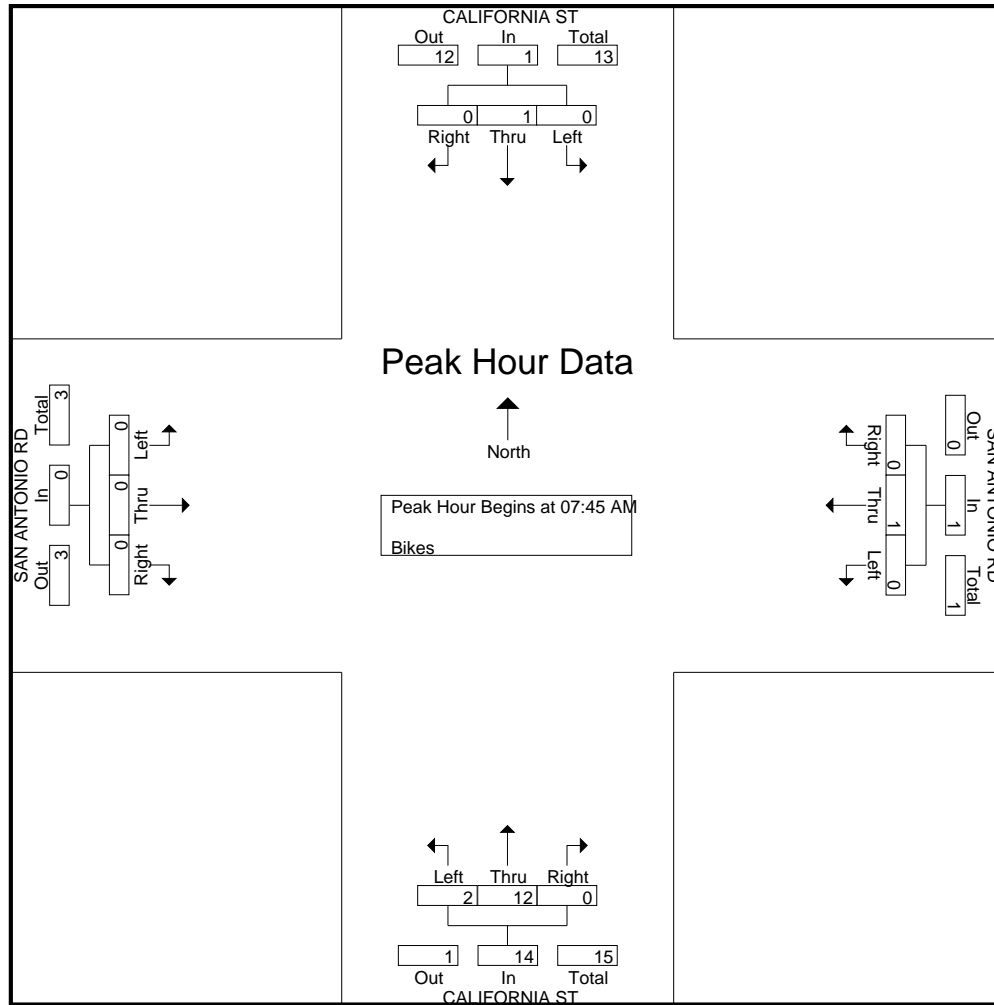 CALIFORNIA ST
Out In Total
12 1 13
0 1 0
Right Thru Left
Peak Hour Data
North
Peak Hour Begins at 07:45 AM
Bikes
SAN ANTONIO RD
Out In Total
3 0 3
0 0 0
Right Thru Left
SAN ANTONIO RD
Out In Total
0 1 1
0 1 0
Right Thru Left
Left Thru Right
2 12 0
1 14 15
Out In Total
CALIFORNIA ST